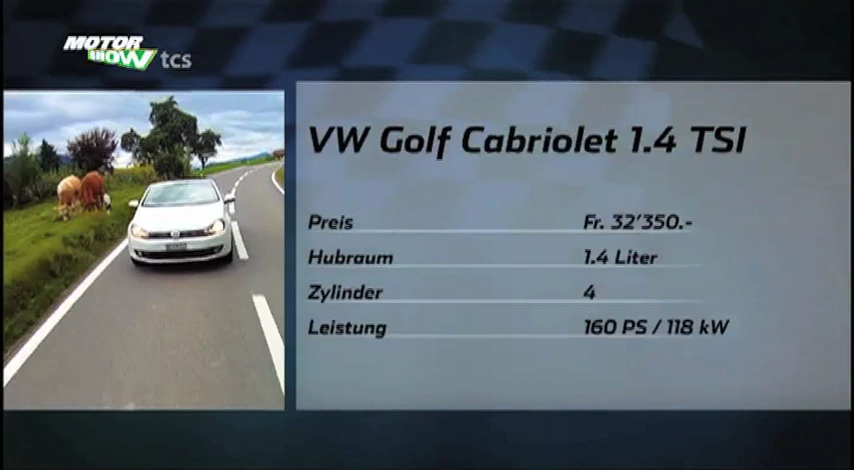 MOTOR
SHOW tcs
VW Golf Cabriolet 1.4 TSI
Preis Fr. 32'350.-
Hubraum 1.4 Liter
Zylinder 4
Leistung 160 PS / 118 kW